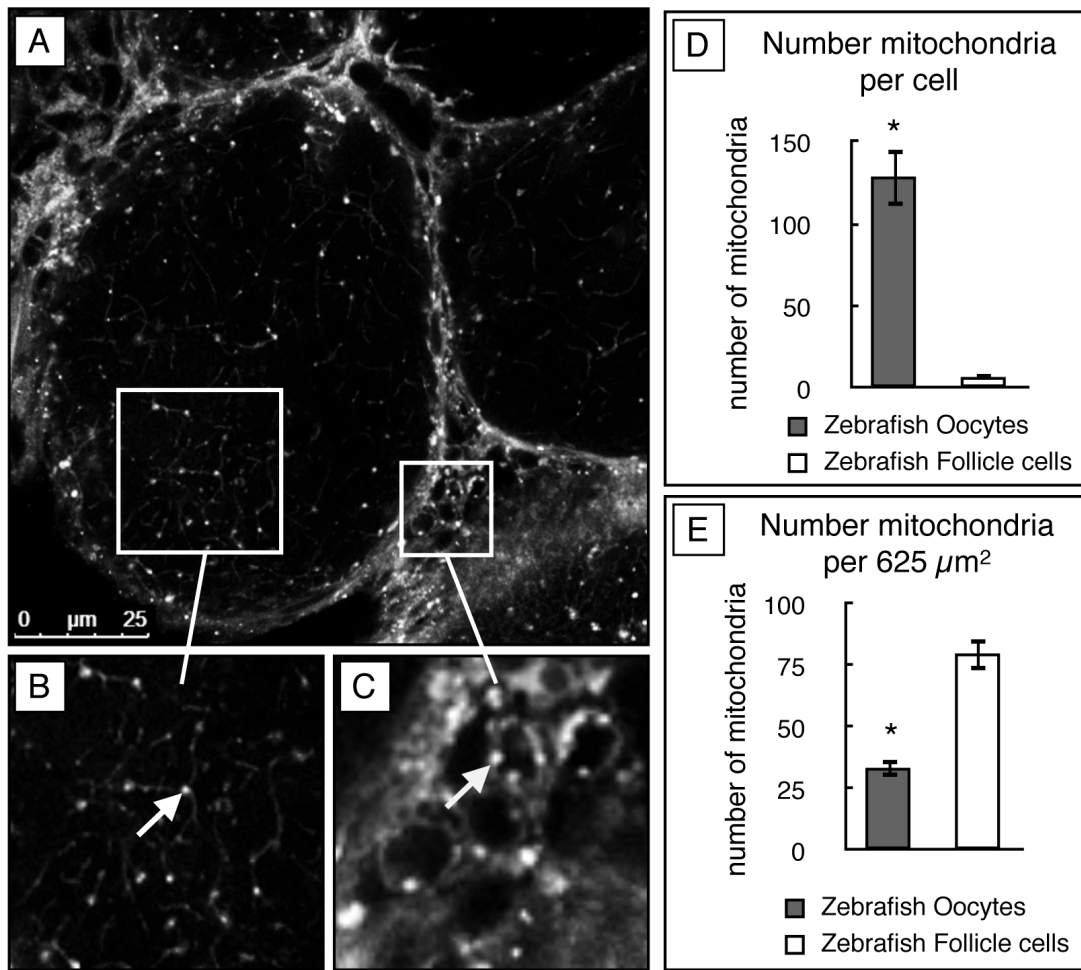 A
0 µm 25
B
C
D
Number mitochondria
per cell
number of mitochondria
150
100
50
0
*
Zebrafish Oocytes
Zebrafish Follicle cells
E
Number mitochondria
per 625 µm²
number of mitochondria
100
75
50
25
0
*
Zebrafish Oocytes
Zebrafish Follicle cells